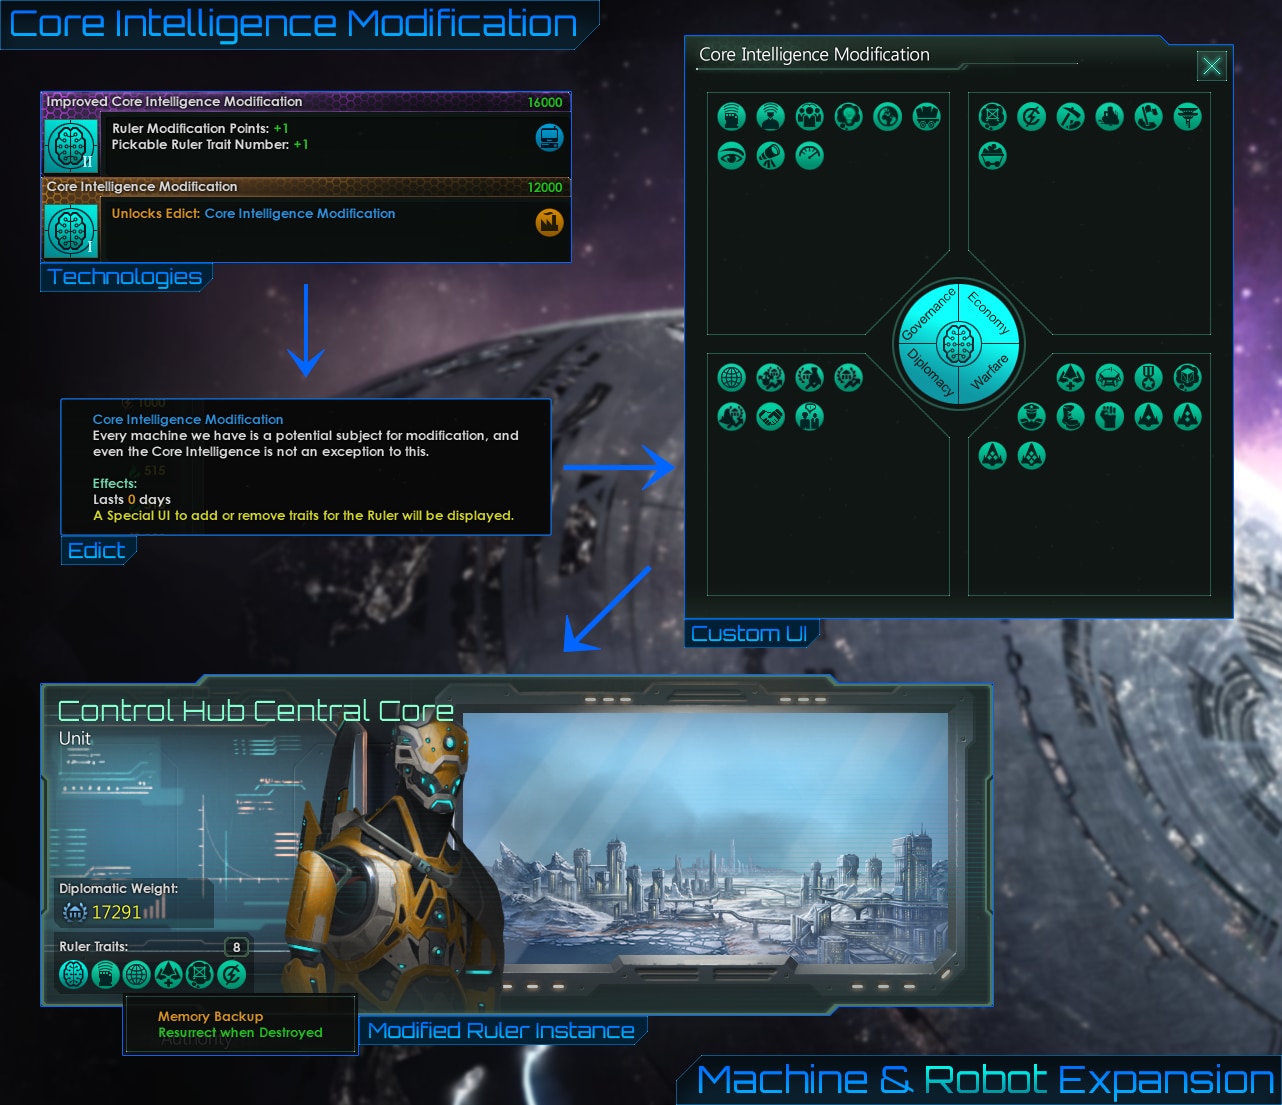 Core Intelligence Modification
Improved Core Intelligence Modification 16000
Ruler Modification Points: +1
Pickable Ruler Trait Number: +1
II
Core Intelligence Modification 12000
Unlocks Edict: Core Intelligence Modification
I
Technologies
Core Intelligence Modification
Every machine we have is a potential subject for modification, and
even the Core Intelligence is not an exception to this.
515
Effects:
Lasts 0 days
A Special UI to add or remove traits for the Ruler will be displayed.
Edict
Core Intelligence Modification
Governance
Economy
Diplomacy
Warfare
Custom UI
Control Hub Central Core
Unit
Diplomatic Weight:
17291
Ruler Traits: 8
Memory Backup
Resurrect when Destroyed
Authority
Modified Ruler Instance
Machine & Robot Expansion